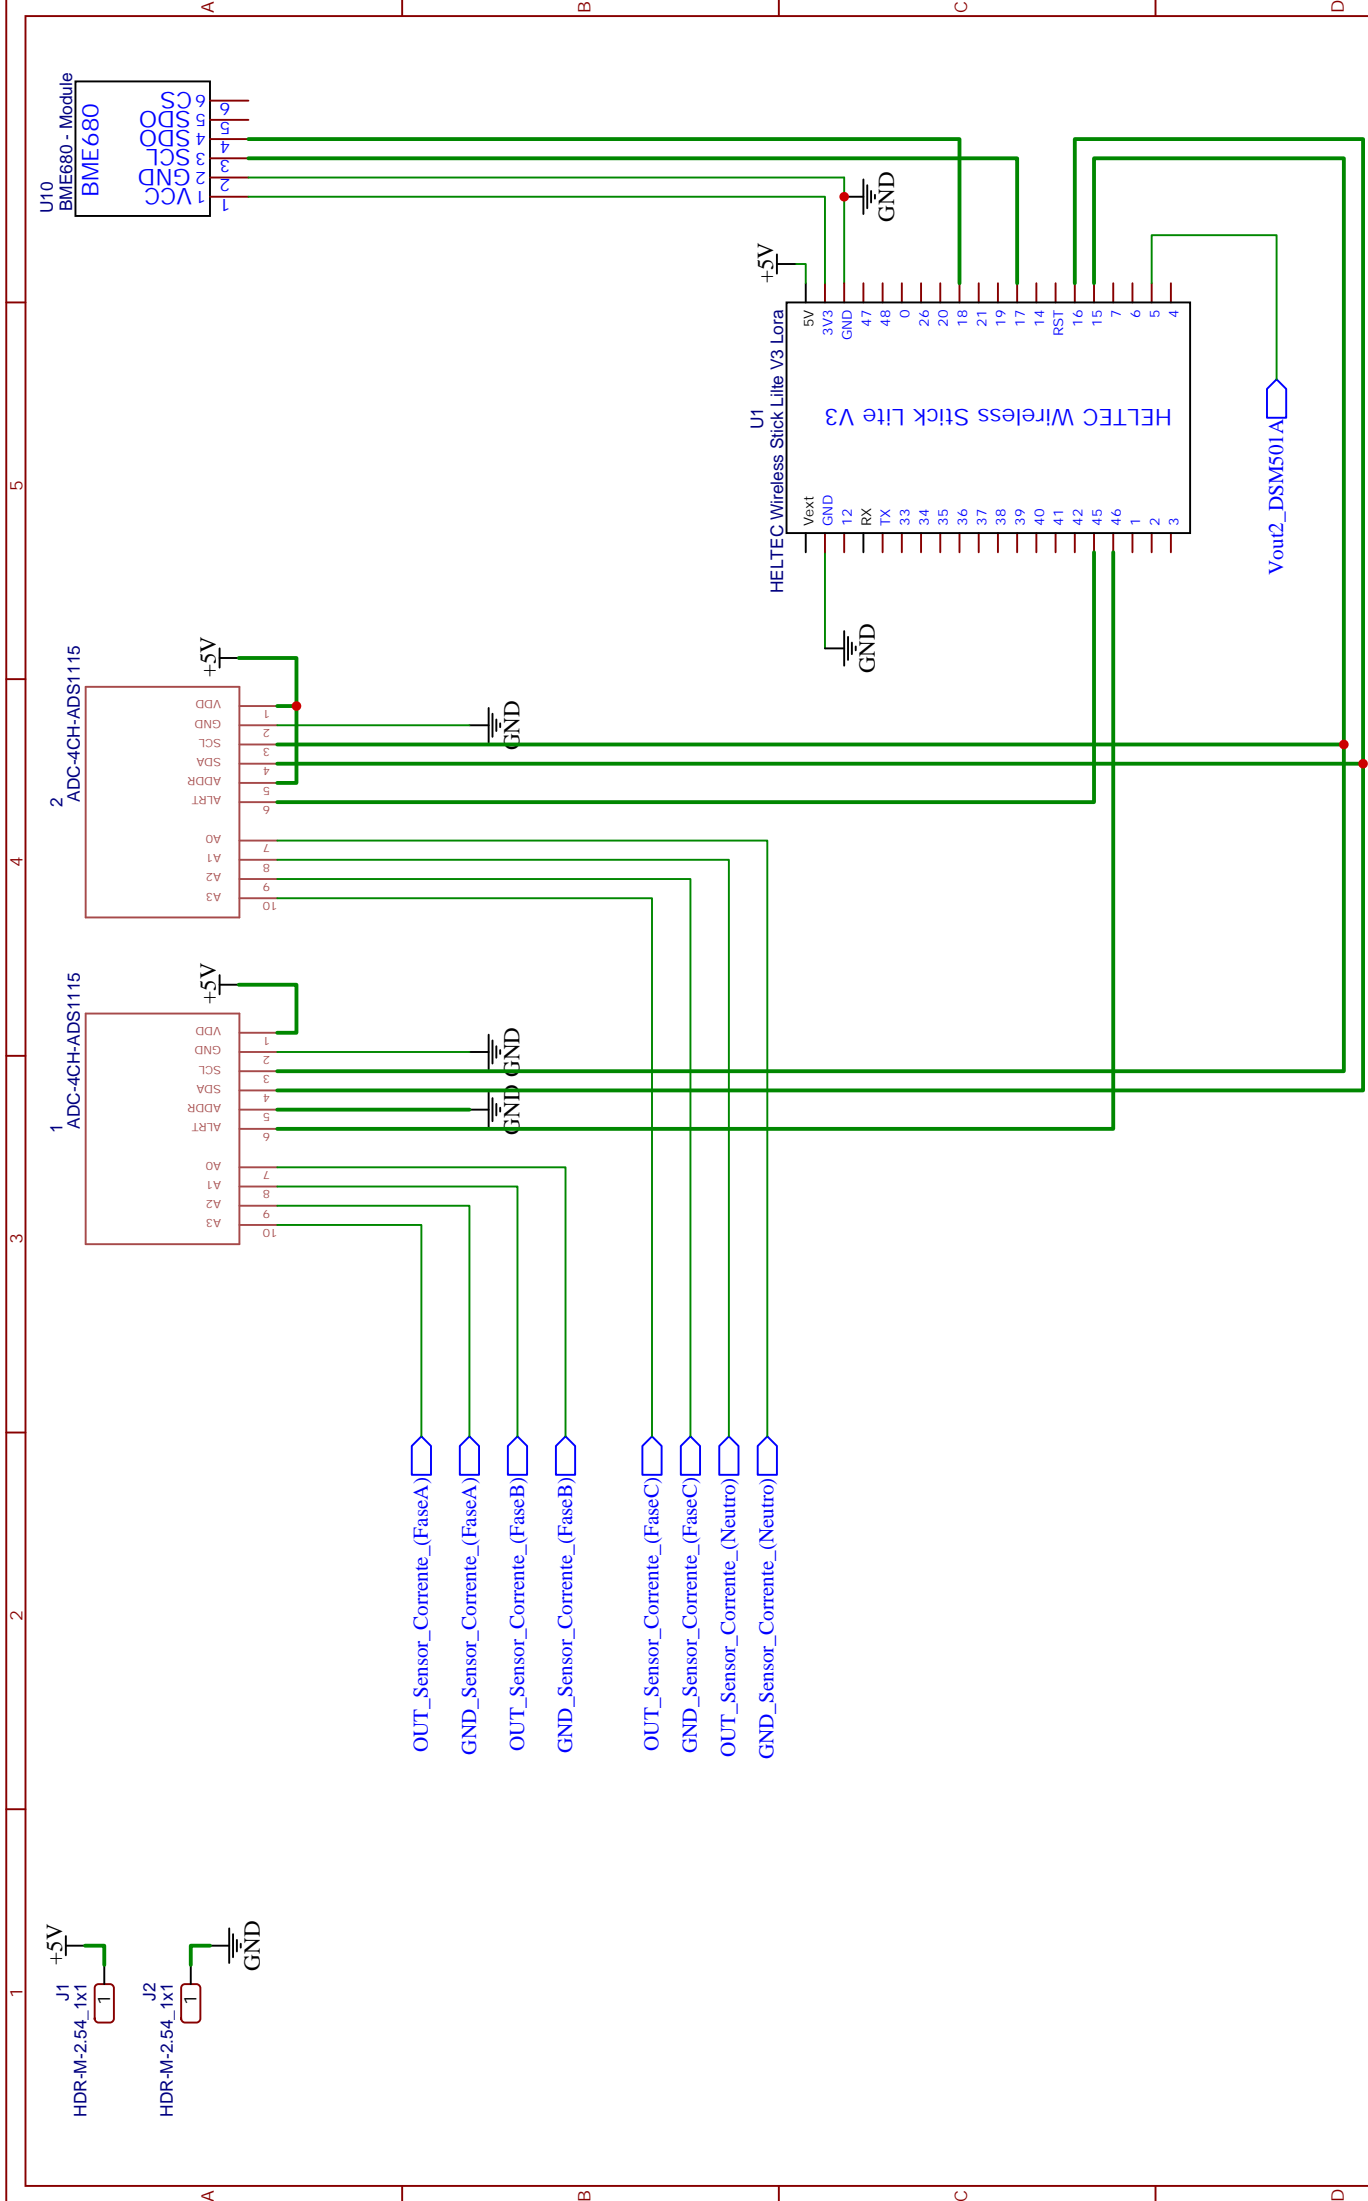 A
B
C
D
U10
BME680 - Module
BME680
6 CS
5 SDO
4 SDO
3 SCL
2 GND
1 VCC
6
5
4
3
2
1
GND
+5V
U1
HELTEC Wireless Stick Lilte V3 Lora
HELTEC Wireless Stick Lite V3
5V
3V3
GND
47
48
0
26
20
18
21
19
17
14
RST
16
15
7
6
5
4
Vext
GND
12
RX
TX
33
34
35
36
37
38
39
40
41
42
45
46
1
2
3
GND
Vout2_DSM501A
5
2
ADC-4CH-ADS1115
+5V
VDD
GND
SCL
SDA
ADDR
ALRT
A0
A1
A2
A3
1
2
3
4
5
6
7
8
9
10
GND
4
1
ADC-4CH-ADS1115
+5V
VDD
GND
SCL
SDA
ADDR
ALRT
A0
A1
A2
A3
1
2
3
4
5
6
7
8
9
10
GND
GND
3
OUT_Sensor_Corrente_(FaseA)
GND_Sensor_Corrente_(FaseA)
OUT_Sensor_Corrente_(FaseB)
GND_Sensor_Corrente_(FaseB)
OUT_Sensor_Corrente_(FaseC)
GND_Sensor_Corrente_(FaseC)
OUT_Sensor_Corrente_(Neutro)
GND_Sensor_Corrente_(Neutro)
2
+5V
J1
HDR-M-2.54_1x1
1
J2
HDR-M-2.54_1x1
1
GND
1
A
B
C
D